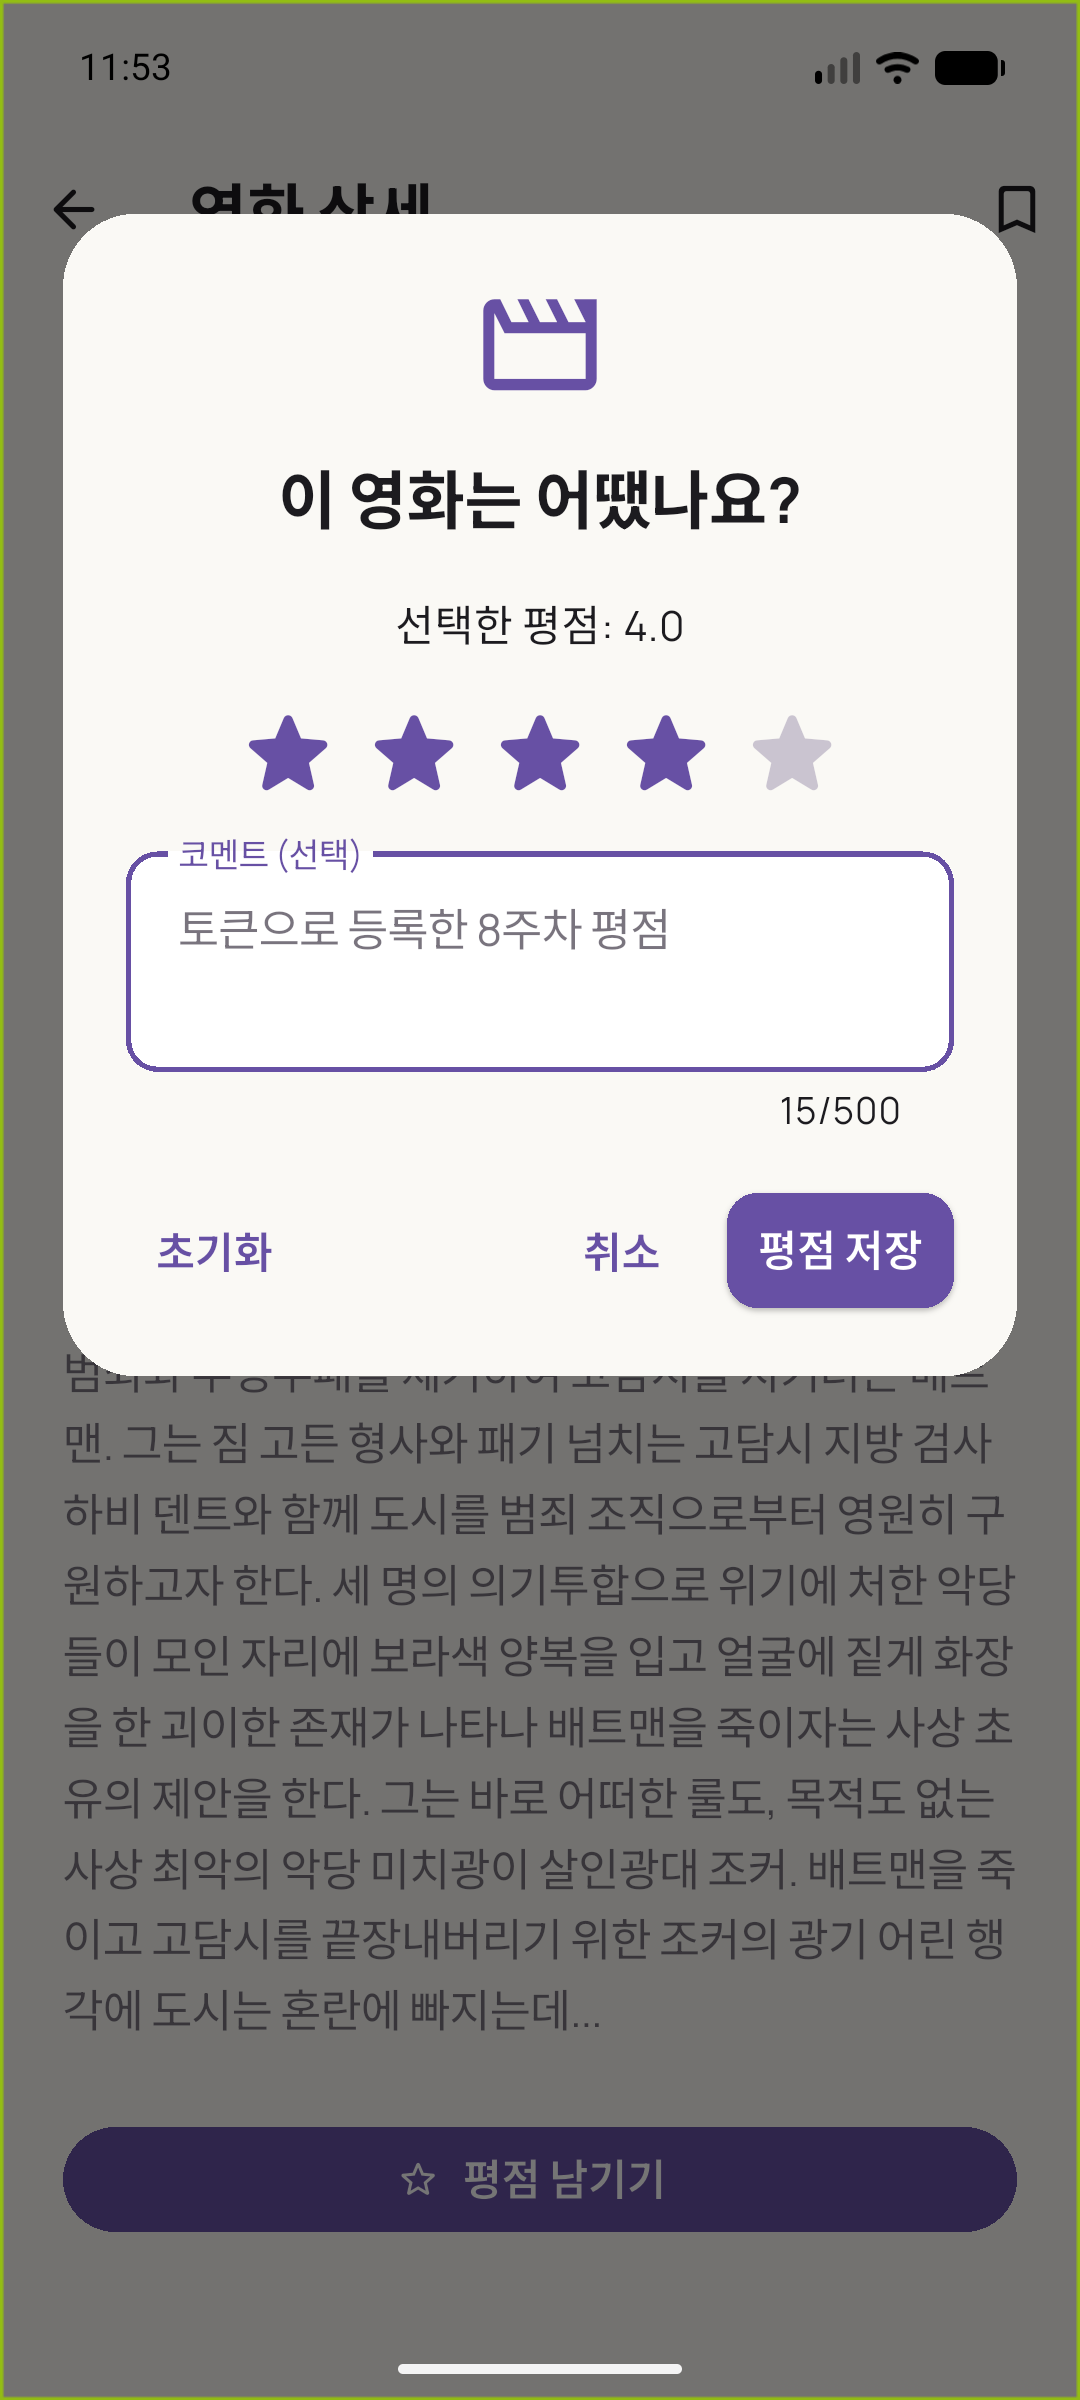 11:53
영화 상세
이 영화는 어땠나요?
선택한 평점: 4.0
코멘트 (선택)
토큰으로 등록한 8주차 평점
15/500
초기화
취소
평점 저장
맨. 그는 짐 고든 형사와 패기 넘치는 고담시 지방 검사
하비 덴트와 함께 도시를 범죄 조직으로부터 영원히 구
원하고자 한다. 세 명의 의기투합으로 위기에 처한 악당
들이 모인 자리에 보라색 양복을 입고 얼굴에 짙게 화장
을 한 괴이한 존재가 나타나 배트맨을 죽이자는 사상 초
유의 제안을 한다. 그는 바로 어떠한 룰도, 목적도 없는
사상 최악의 악당 미치광이 살인광대 조커. 배트맨을 죽
이고 고담시를 끝장내버리기 위한 조커의 광기 어린 행
각에 도시는 혼란에 빠지는데...
평점 남기기